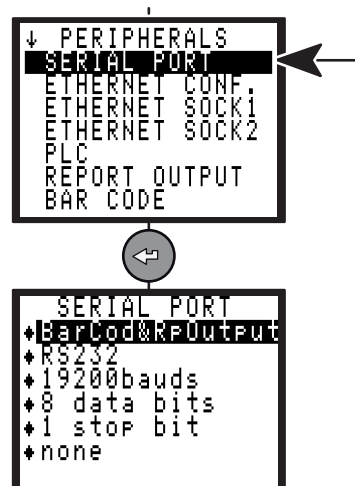 ↓ PERIPHERALS
SERIAL PORT
ETHERNET CONF.
ETHERNET SOCK1
ETHERNET SOCK2
PLC
REPORT OUTPUT
BAR CODE
SERIAL PORT
BarCod&RpOutput
RS232
19200bauds
8 data bits
1 stop bit
none